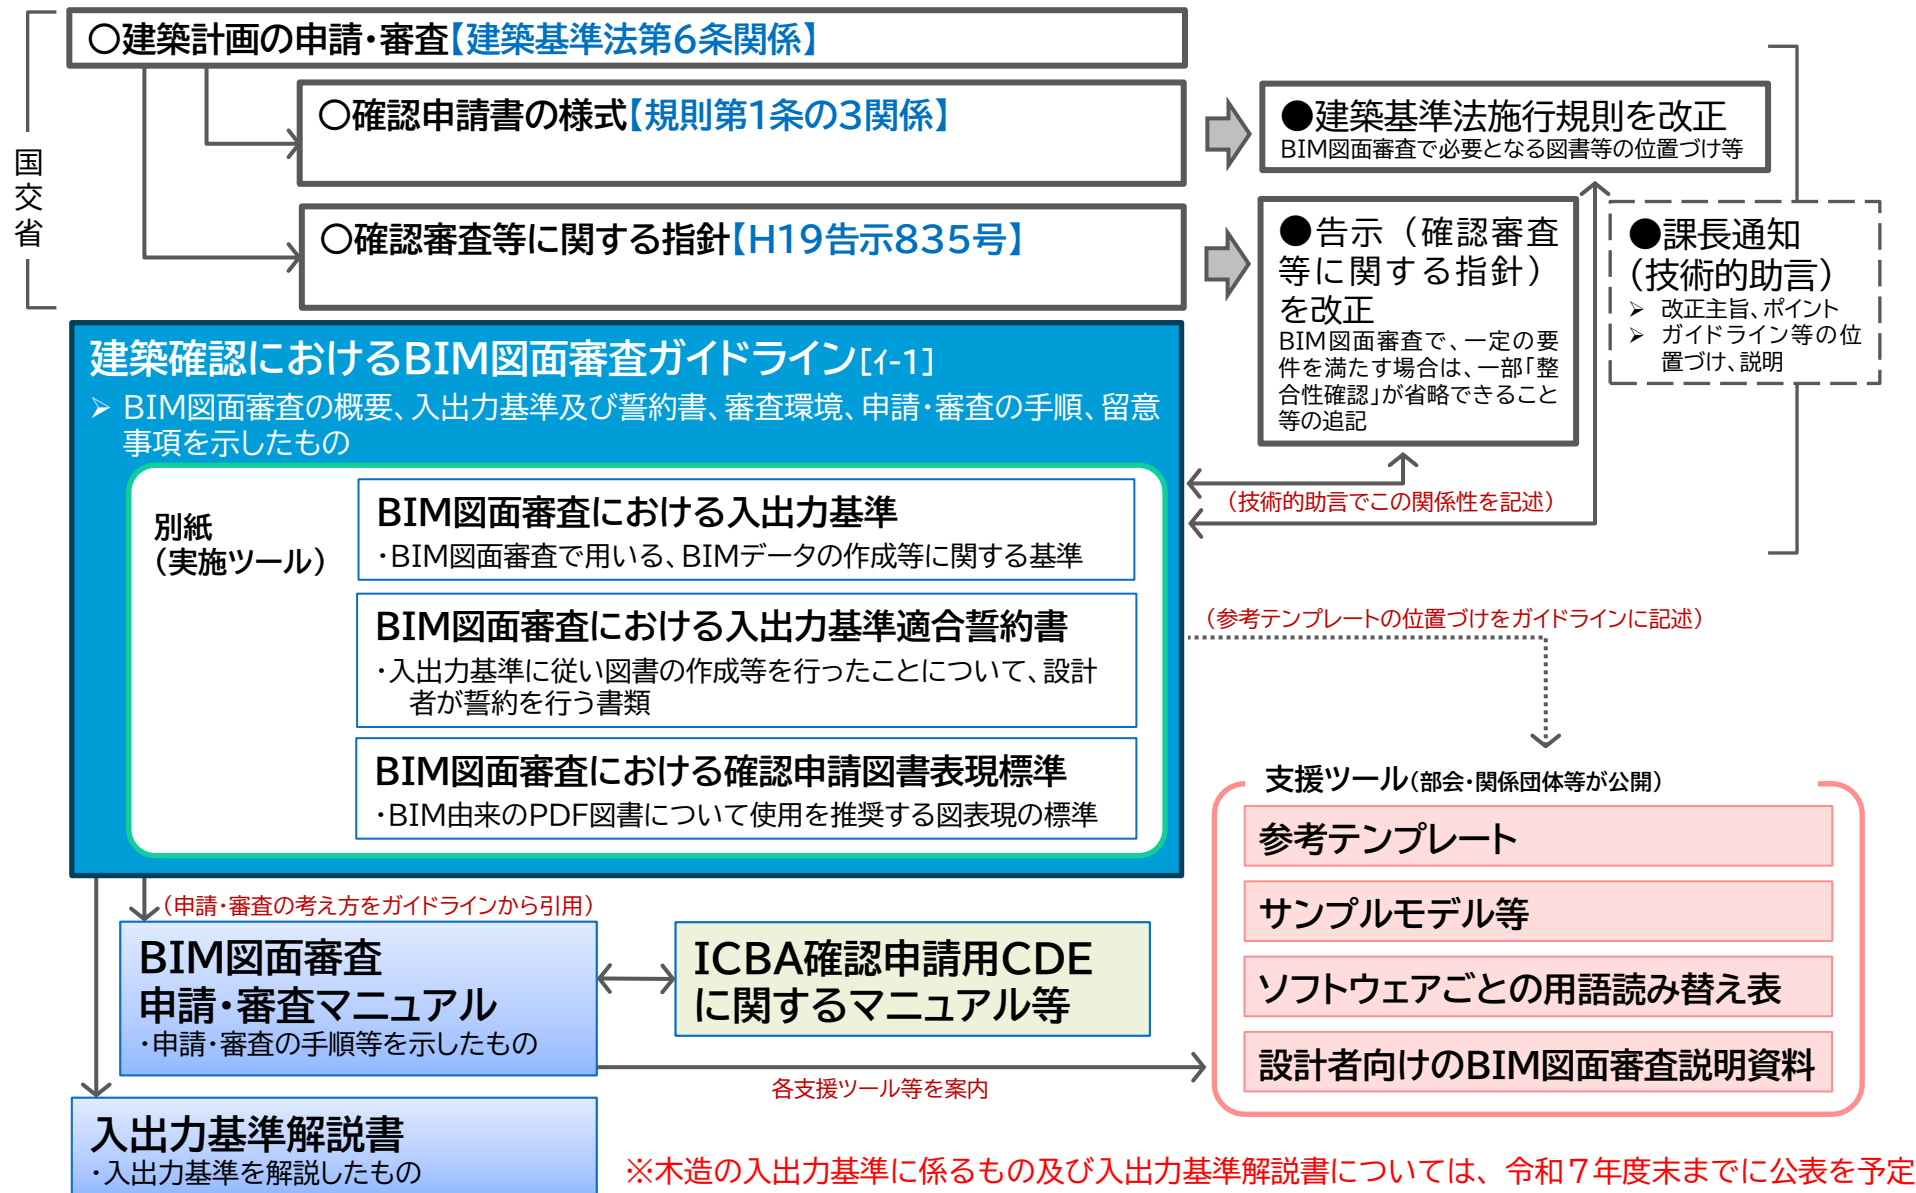 〇建築計画の申請・審査【建築基準法第6条関係】
国交省
〇確認申請書の様式【規則第1条の3関係】
●建築基準法施行規則を改正
BIM図面審査で必要となる図書等の位置づけ等
〇確認審査等に関する指針【H19告示835号】
●告示（確認審査
等に関する指針）
を改正
BIM図面審査で、一定の要
件を満たす場合は、一部「整
合性確認」が省略できること
等の追記
●課長通知
（技術的助言）
➢ 改正主旨、ポイント
➢ ガイドライン等の位
置づけ、説明
建築確認におけるBIM図面審査ガイドライン[ｲ-1]
➢ BIM図面審査の概要、入出力基準及び誓約書、審査環境、申請・審査の手順、留意
事項を示したもの
別紙
（実施ツール）
BIM図面審査における入出力基準
・BIM図面審査で用いる、BIMデータの作成等に関する基準
（技術的助言でこの関係性を記述）
BIM図面審査における入出力基準適合誓約書
・入出力基準に従い図書の作成等を行ったことについて、設計
者が誓約を行う書類
（参考テンプレートの位置づけをガイドラインに記述）
BIM図面審査における確認申請図書表現標準
・BIM由来のPDF図書について使用を推奨する図表現の標準
支援ツール（部会・関係団体等が公開）
参考テンプレート
サンプルモデル等
ソフトウェアごとの用語読み替え表
設計者向けのBIM図面審査説明資料
（申請・審査の考え方をガイドラインから引用）
BIM図面審査
申請・審査マニュアル
・申請・審査の手順等を示したもの
ICBA確認申請用CDE
に関するマニュアル等
各支援ツール等を案内
入出力基準解説書
・入出力基準を解説したもの
※木造の入出力基準に係るもの及び入出力基準解説書については、令和７年度末までに公表を予定